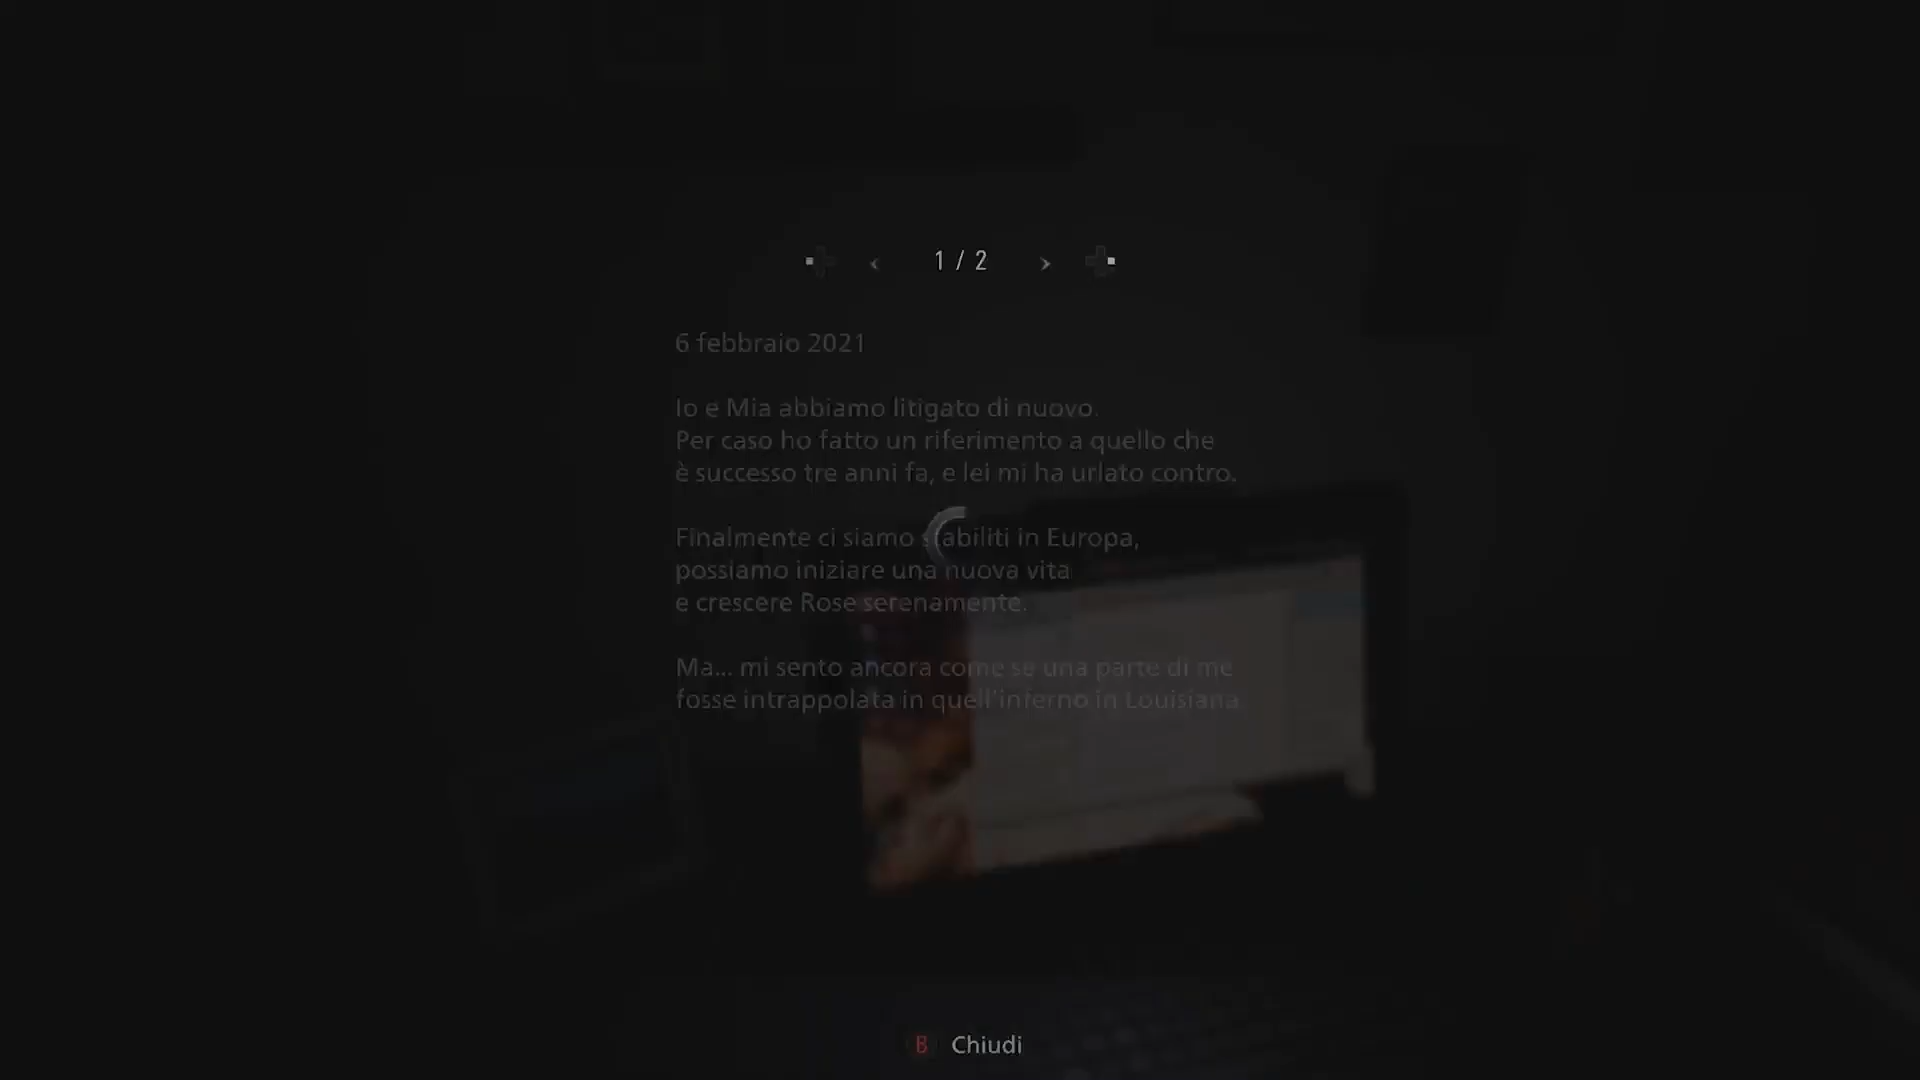 1 / 2
6 febbraio 2021
Io e Mia abbiamo litigato di nuovo.
Per caso ho fatto un riferimento a quello che
è successo tre anni fa, e lei mi ha urlato contro.
Finalmente ci siamo stabiliti in Europa,
possiamo iniziare una nuova vita
e crescere Rose serenamente.
Ma... mi sento ancora come se una parte di me
fosse intrappolata in quell'inferno in Louisiana.
B Chiudi